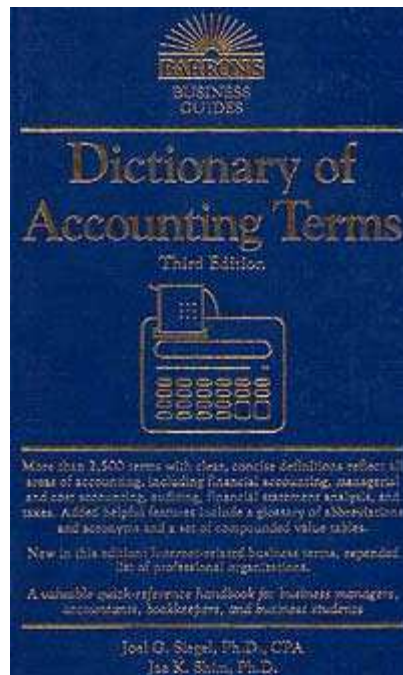 BARRON'S
BUSINESS
GUIDES
Dictionary of
Accounting Terms
Third Edition
More than 2,500 terms with clear, concise definitions reflect all
areas of accounting, including financial accounting, managerial
and cost accounting, auditing, financial statement analysis, and
taxes. Added helpful features include a glossary of abbreviations
and acronyms and a set of compounded value tables.
New in this edition: Internet-related business terms, expanded
list of professional organizations.
A valuable quick-reference handbook for business managers,
accountants, bookkeepers, and business students
Joel G. Siegel, Ph.D., CPA
Jae K. Shim, Ph.D.